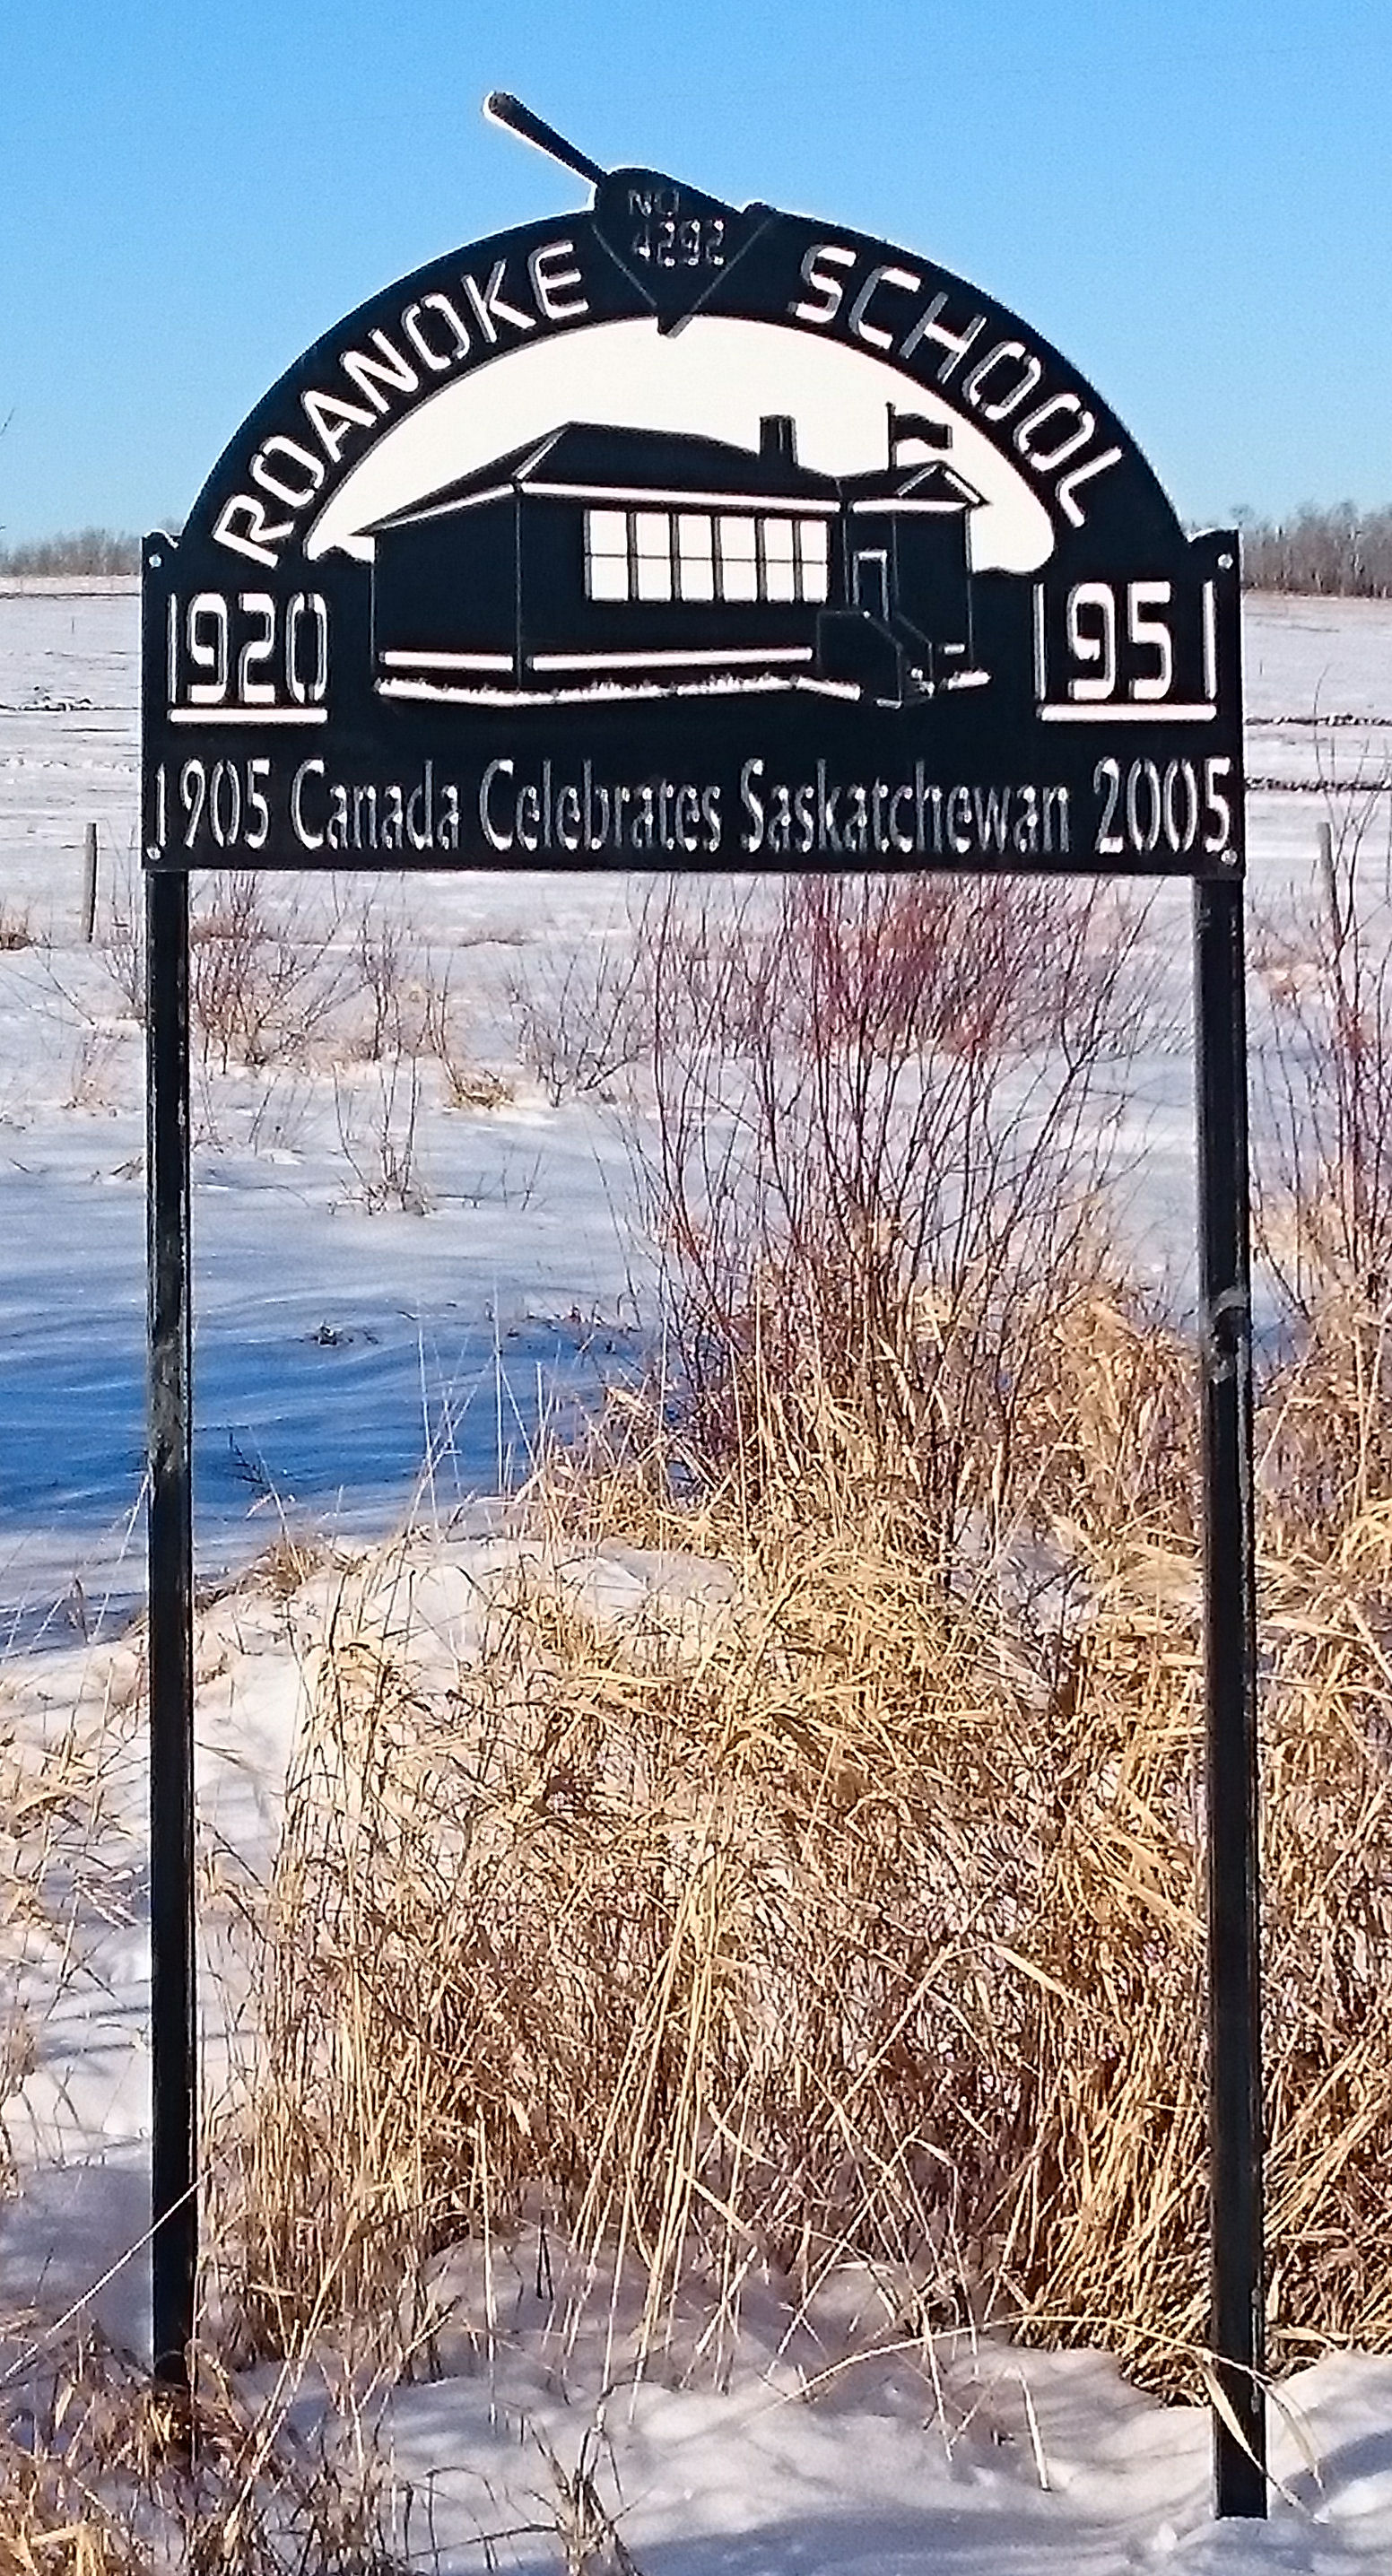 NO
4292
ROANOKE SCHOOL
1920 1951
1905 Canada Celebrates Saskatchewan 2005